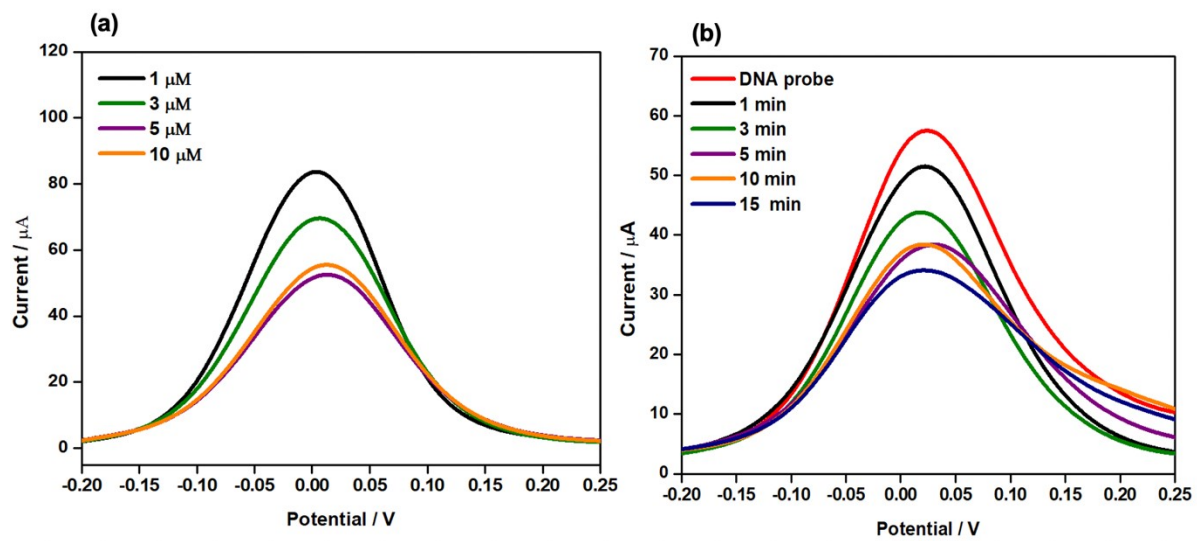 (a)
120
100
80
60
40
20
0
1 μM
3 μM
5 μM
10 μM
Current / μA
-0.20 -0.15 -0.10 -0.05 0.00 0.05 0.10 0.15 0.20 0.25
Potential / V
(b)
70
60
50
40
30
20
10
0
DNA probe
1 min
3 min
5 min
10 min
15 min
Current / μA
-0.20 -0.15 -0.10 -0.05 0.00 0.05 0.10 0.15 0.20 0.25
Potential / V